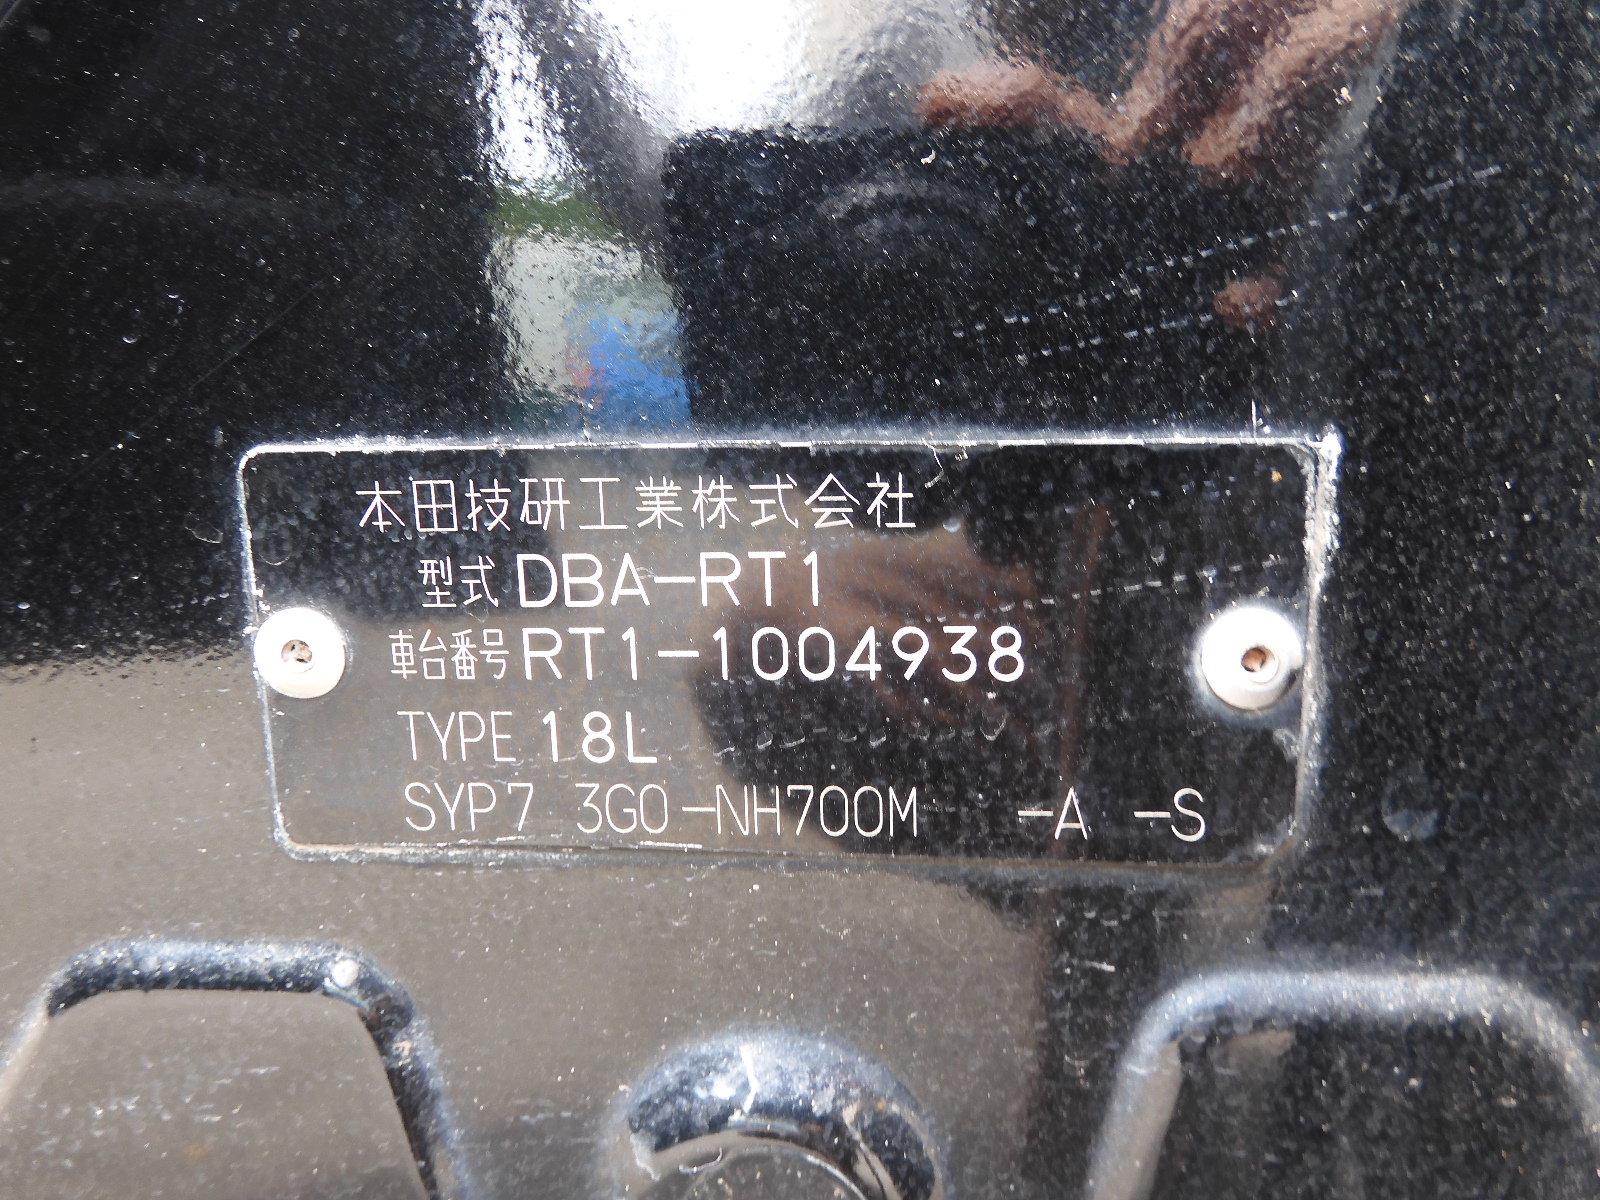 本田技研工業株式会社
型式 DBA-RT1
車台番号 RT1-1004938
TYPE 18L
SYP7 3G0-NH700M -A -S